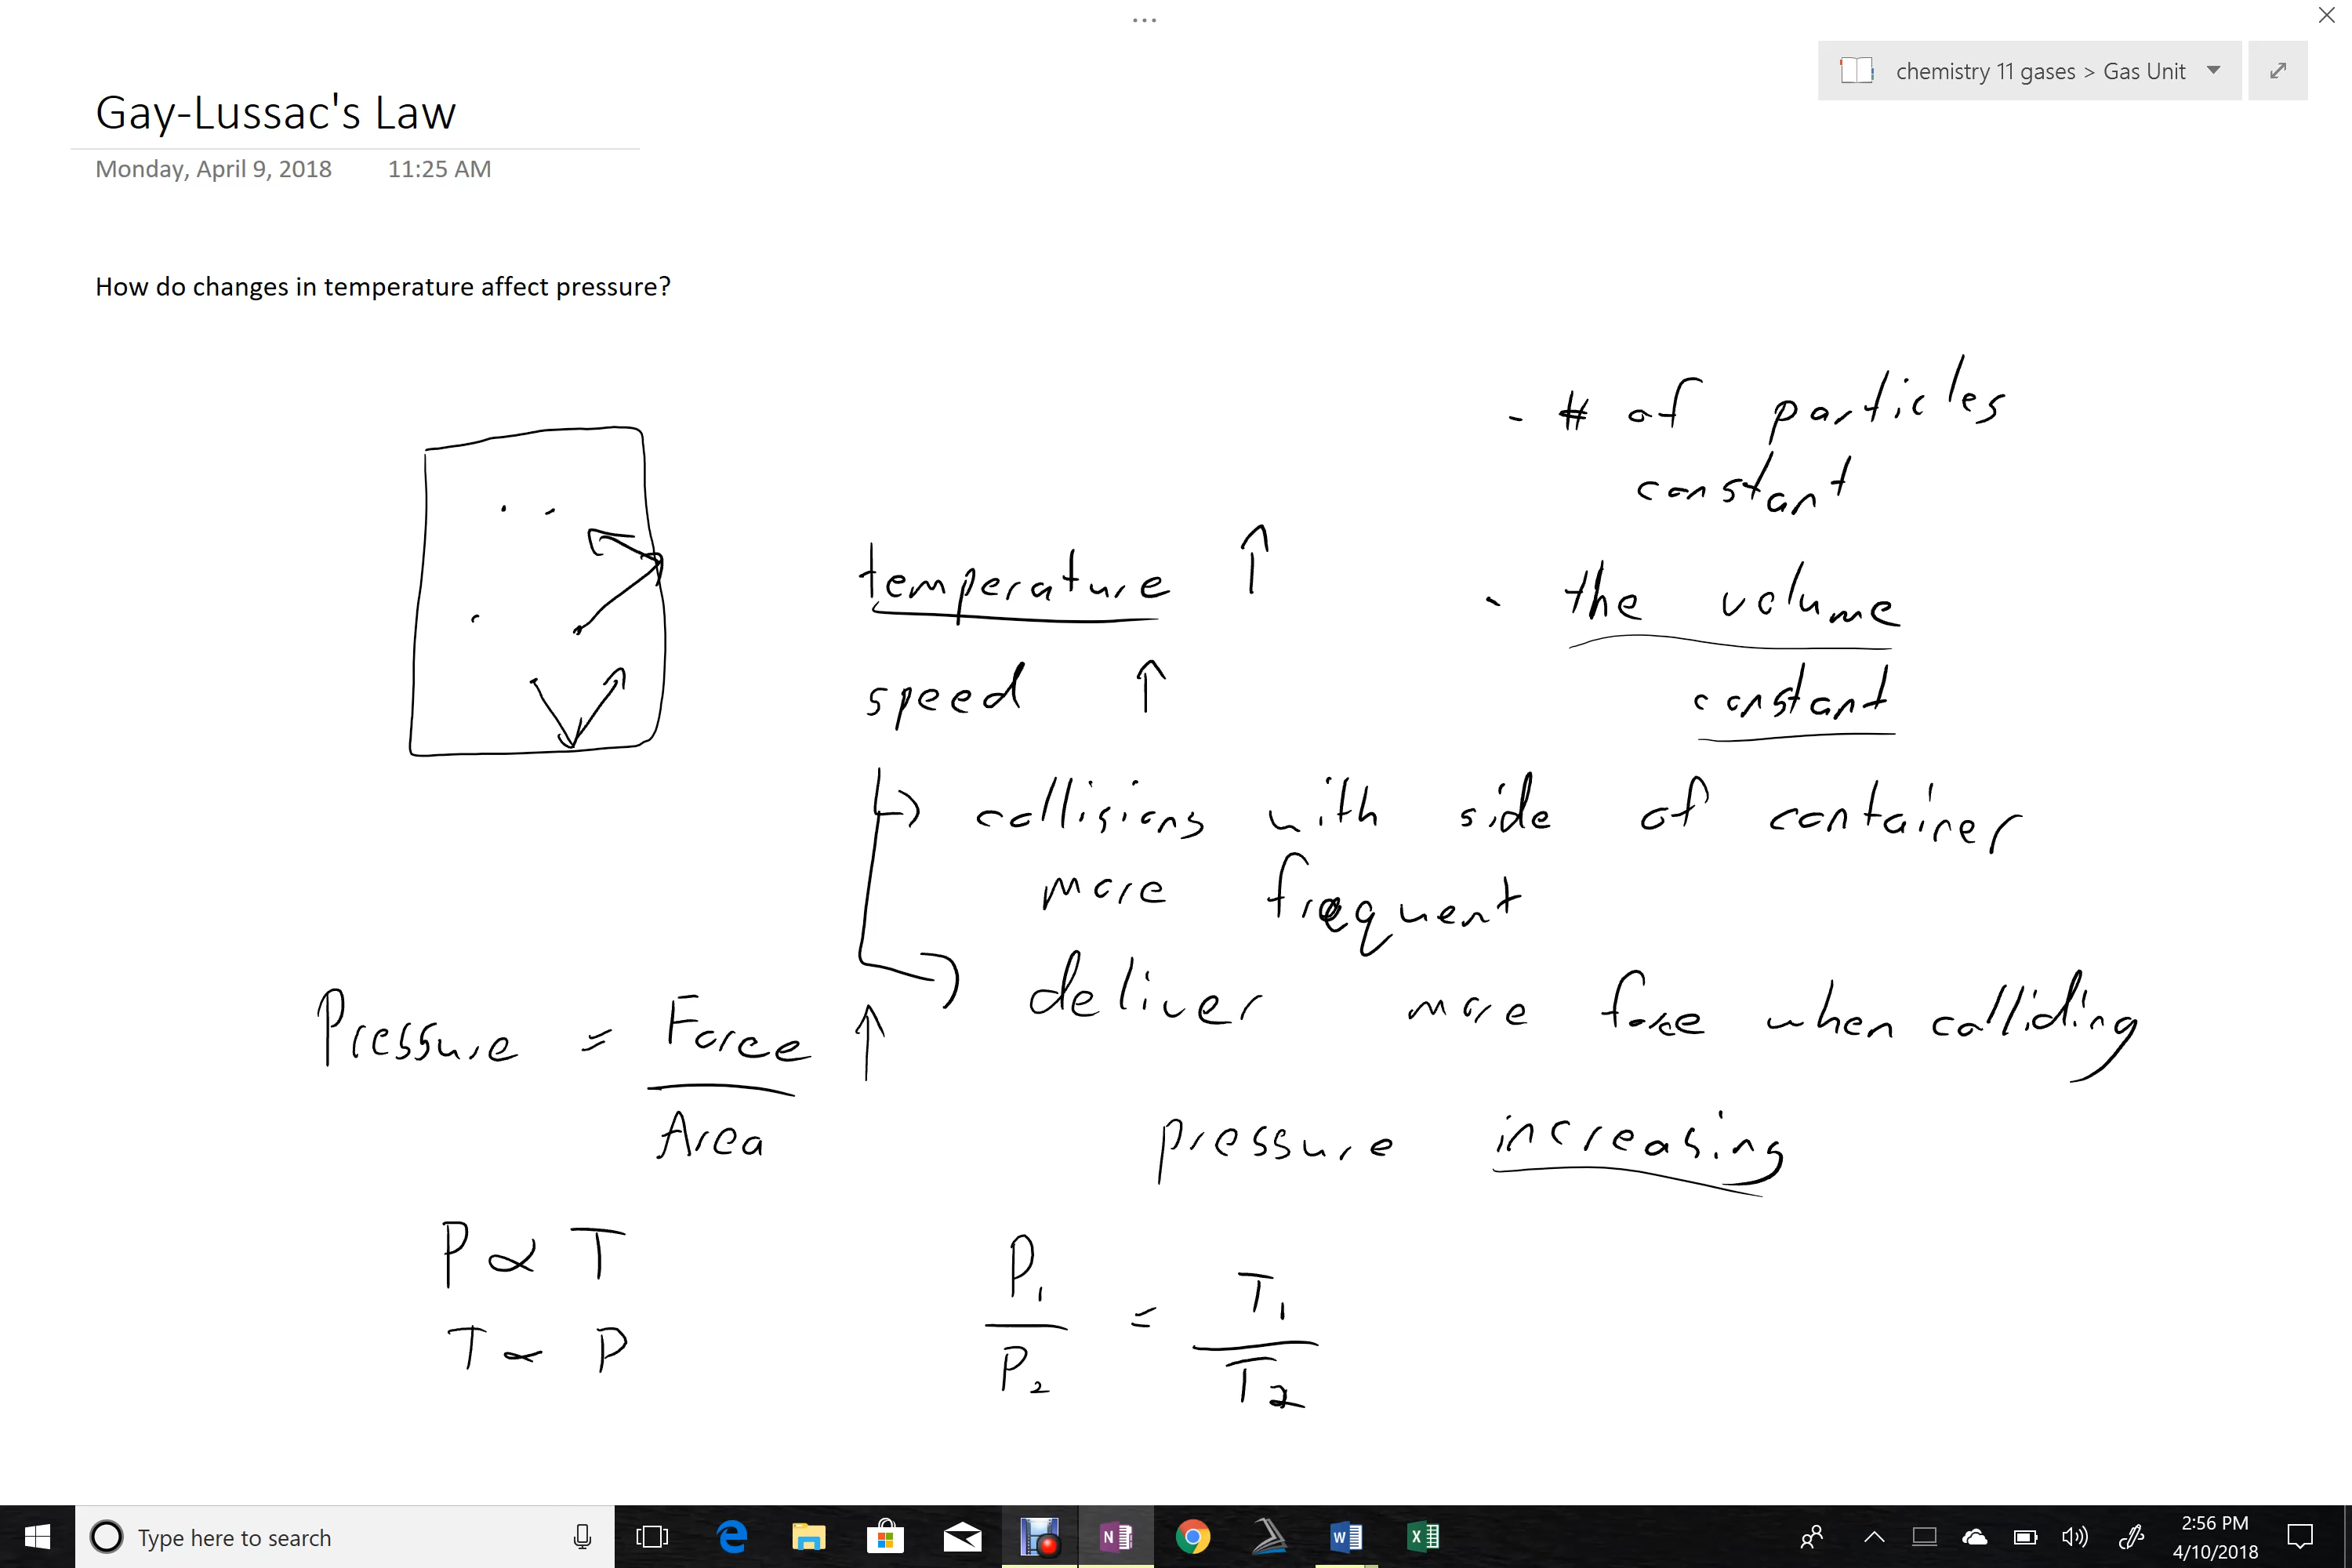 ...
chemistry 11 gases > Gas Unit
Gay-Lussac's Law
Monday, April 9, 2018 11:25 AM
How do changes in temperature affect pressure?
- # of particles
constant
temperature ↑
- the volume
constant
speed ↑
↳ collisions with side of container
more frequent
↳ deliver more force when colliding
Pressure = Force ↑
Area
pressure increasing
P ∝ T
T ∝ P
P₁ = T₁
P₂ T₂
Type here to search
2:56 PM
4/10/2018